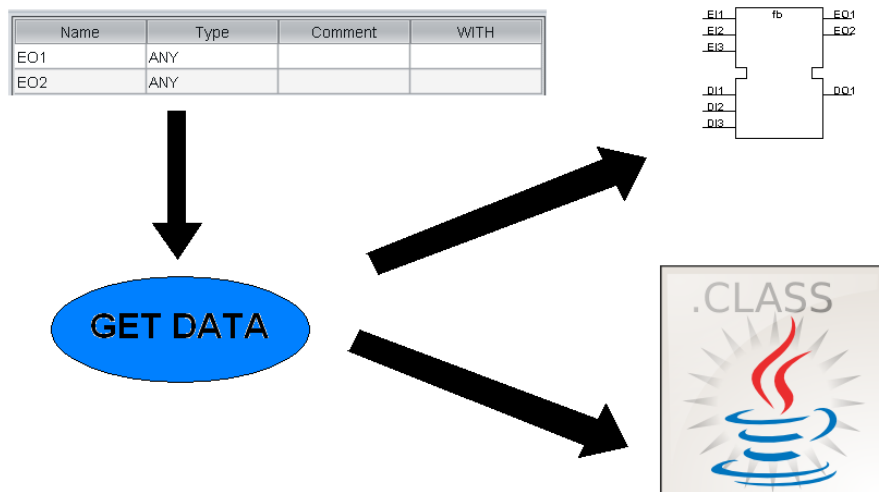 Name Type Comment WITH
EO1 ANY
EO2 ANY
EI1 fb EO1
EI2 EO2
EI3
DI1 DO1
DI2
DI3
GET DATA
.CLASS